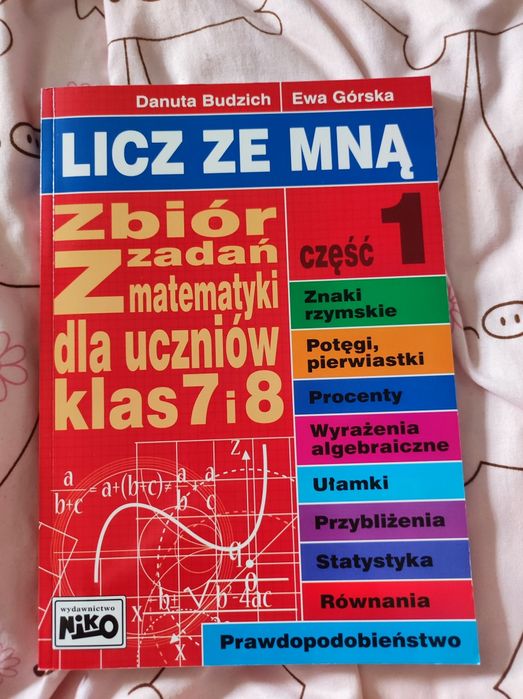 Danuta Budzich | Ewa Górska
LICZ ZE MNĄ
Zbiór
zadań
z matematyki
dla uczniów
klas 7 i 8
część 1
Znaki
rzymskie
Potęgi,
pierwiastki
Procenty
Wyrażenia
algebraiczne
Ułamki
Przybliżenia
Statystyka
Równania
Prawdopodobieństwo
wydawnictwo
NIKO